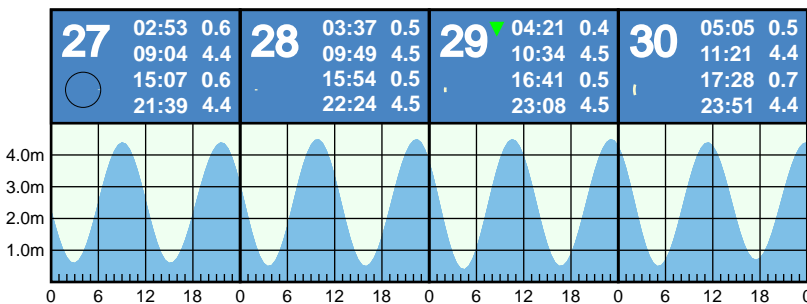 27 02:53 0.6 28 03:37 0.5 29 04:21 0.4 30 05:05 0.5
09:04 4.4 09:49 4.5 10:34 4.5 11:21 4.4
15:07 0.6 15:54 0.5 16:41 0.5 17:28 0.7
21:39 4.4 22:24 4.5 23:08 4.5 23:51 4.4
4.0m
3.0m
2.0m
1.0m
0 6 12 18 0 6 12 18 0 6 12 18 0 6 12 18 0